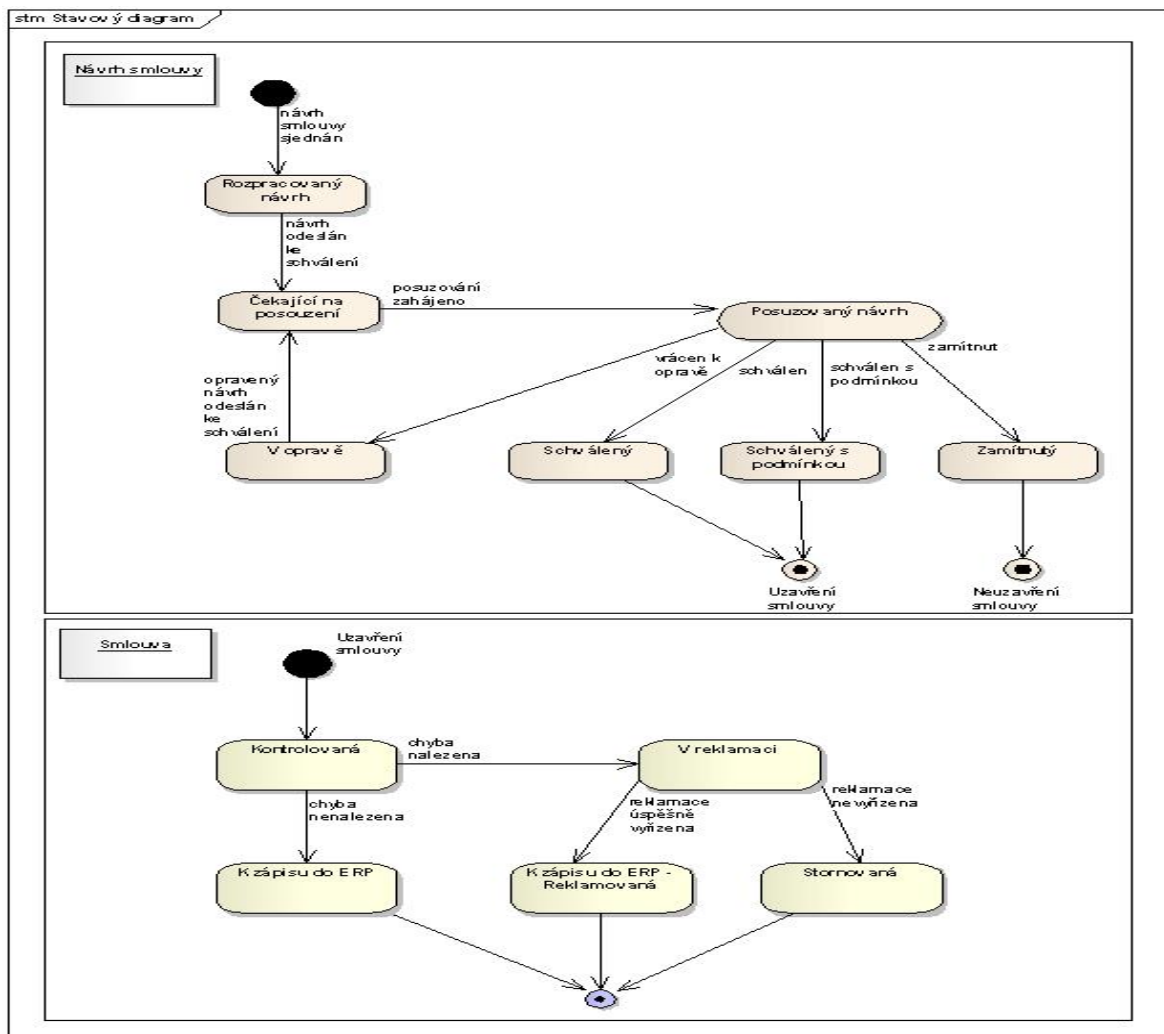 stm Stavový diagram
Návrh smlouvy
návrh
smlouvy
sjednán
Rozpracovaný
návrh
návrh
odeslán
ke
schválení
Čekající na
posouzení
posuzování
zahájeno
Posuzovaný návrh
vrácen k
opravě
schválen
schválen s
podmínkou
zamítnut
opravený
návrh
odeslán
ke
schválení
V opravě
Schválený
Schválený s
podmínkou
Zamítnutý
Uzavření
smlouvy
Neuzavření
smlouvy
Smlouva
Uzavření
smlouvy
Kontrolovaná
chyba
nalezena
V reklamaci
chyba
nenalezena
reklamace
úspěšně
vyřízena
reklamace
nevyřízena
K zápisu do ERP
K zápisu do ERP -
Reklamovaná
Stornovaná